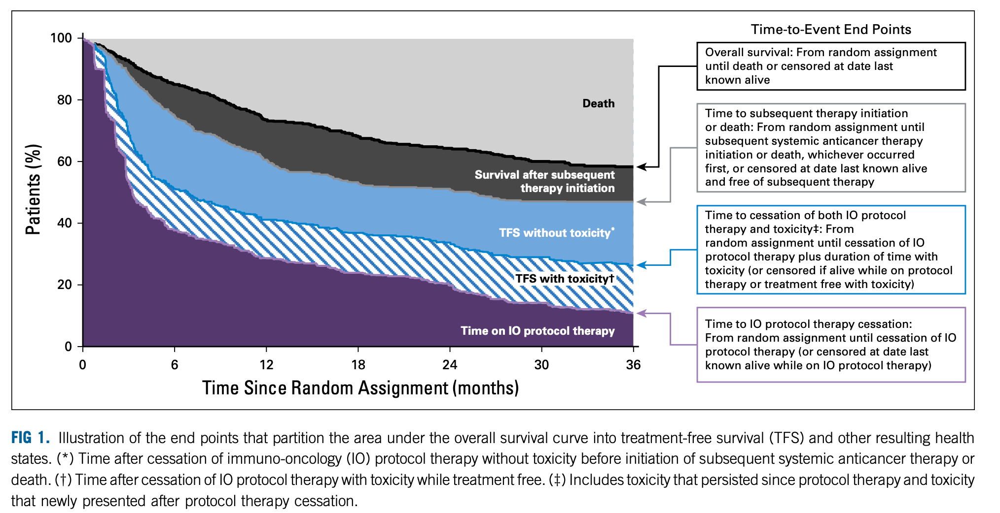 Time-to-Event End Points
100
80
60
40
20
0
Patients (%)
0
6
12
18
24
30
36
Time Since Random Assignment (months)
Death
Survival after subsequent
therapy initiation
TFS without toxicity*
TFS with toxicity†
Time on IO protocol therapy
Overall survival: From random assignment
until death or censored at date last
known alive
Time to subsequent therapy initiation
or death: From random assignment until
subsequent systemic anticancer therapy
initiation or death, whichever occurred
first, or censored at date last known alive
and free of subsequent therapy
Time to cessation of both IO protocol
therapy and toxicity‡: From
random assignment until cessation of IO
protocol therapy plus duration of time with
toxicity (or censored if alive while on protocol
therapy or treatment free with toxicity)
Time to IO protocol therapy cessation:
From random assignment until cessation of IO
protocol therapy (or censored at date last
known alive while on IO protocol therapy)
FIG 1. Illustration of the end points that partition the area under the overall survival curve into treatment-free survival (TFS) and other resulting health
states. (*) Time after cessation of immuno-oncology (IO) protocol therapy without toxicity before initiation of subsequent systemic anticancer therapy or
death. (†) Time after cessation of IO protocol therapy with toxicity while treatment free. (‡) Includes toxicity that persisted since protocol therapy and toxicity
that newly presented after protocol therapy cessation.